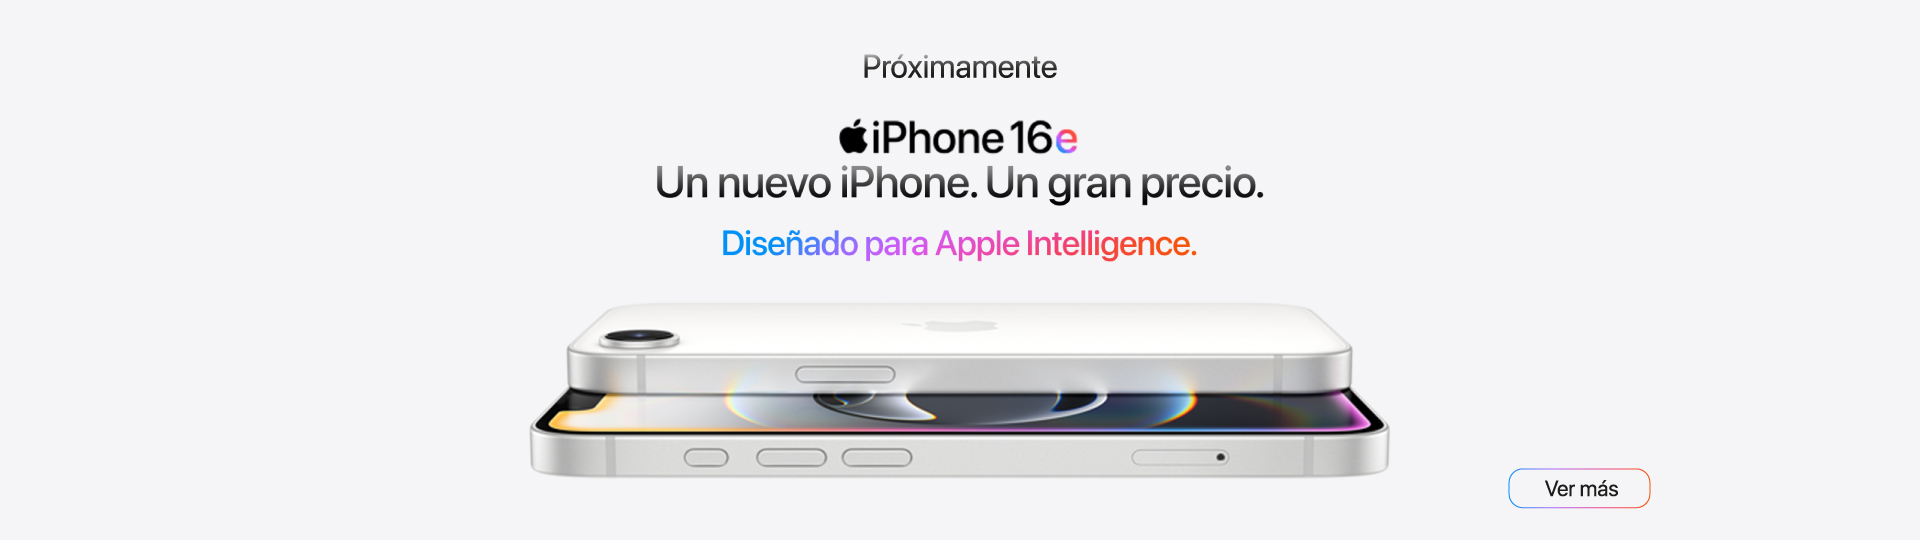 Próximamente
iPhone 16e
Un nuevo iPhone. Un gran precio.
Diseñado para Apple Intelligence.
Ver más